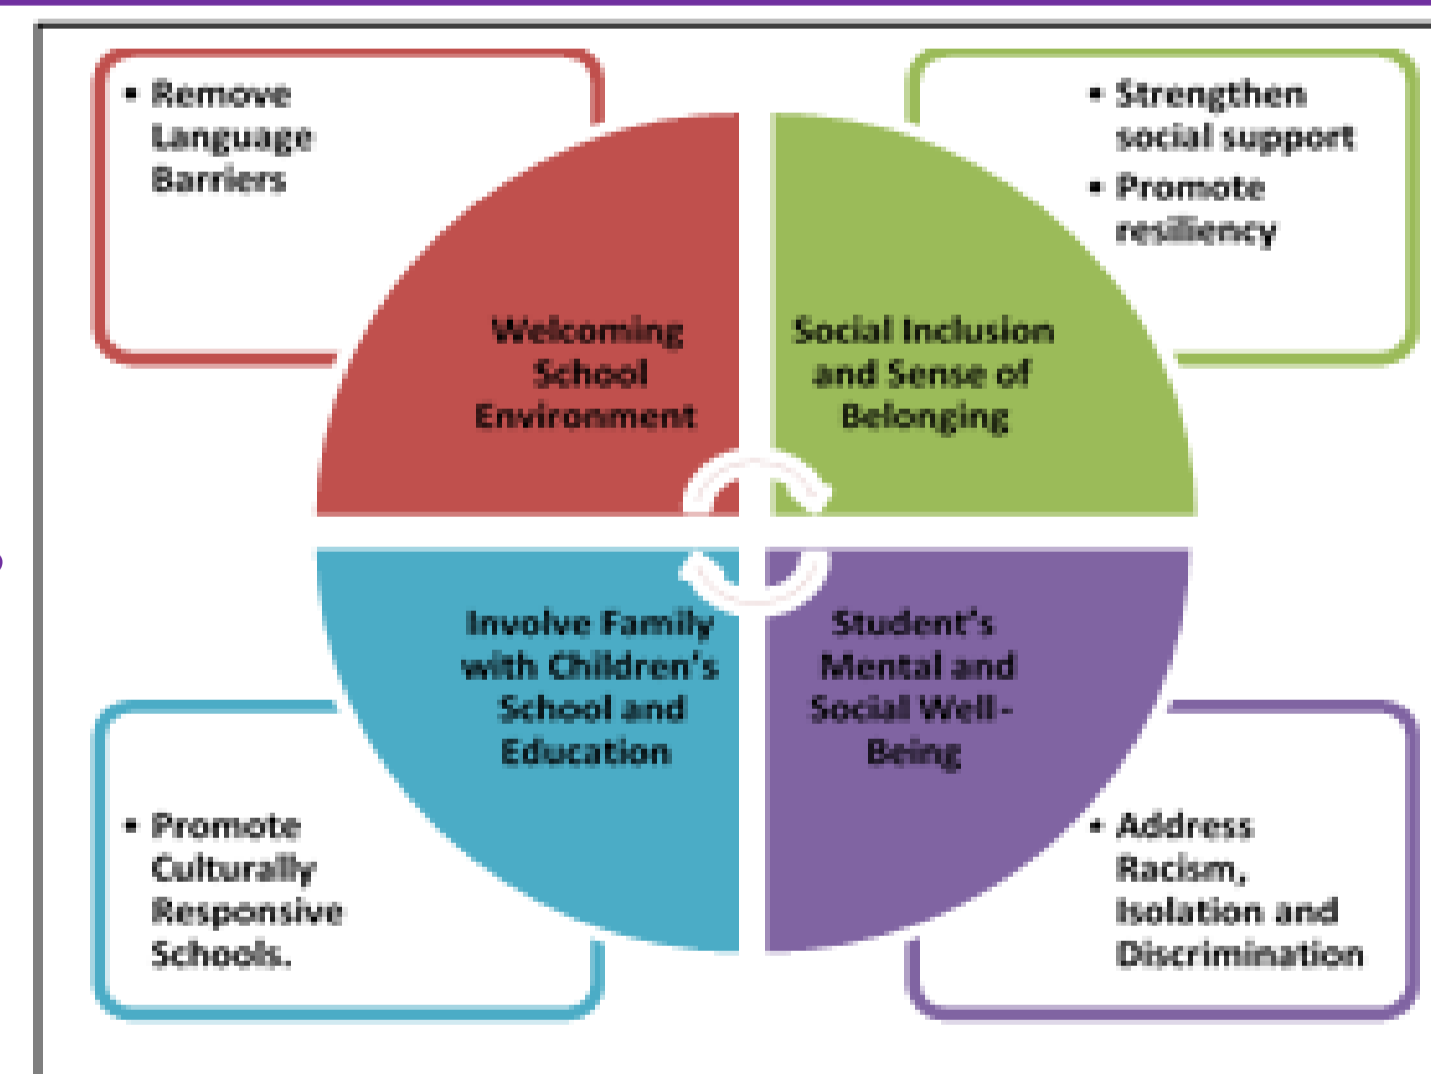 • Remove
Language
Barriers
• Strengthen
social support
• Promote
resiliency
Welcoming
School
Environment
Social Inclusion
and Sense of
Belonging
Involve Family
with Children's
School and
Education
Student's
Mental and
Social Well-
Being
• Promote
Culturally
Responsive
Schools.
• Address
Racism,
Isolation and
Discrimination